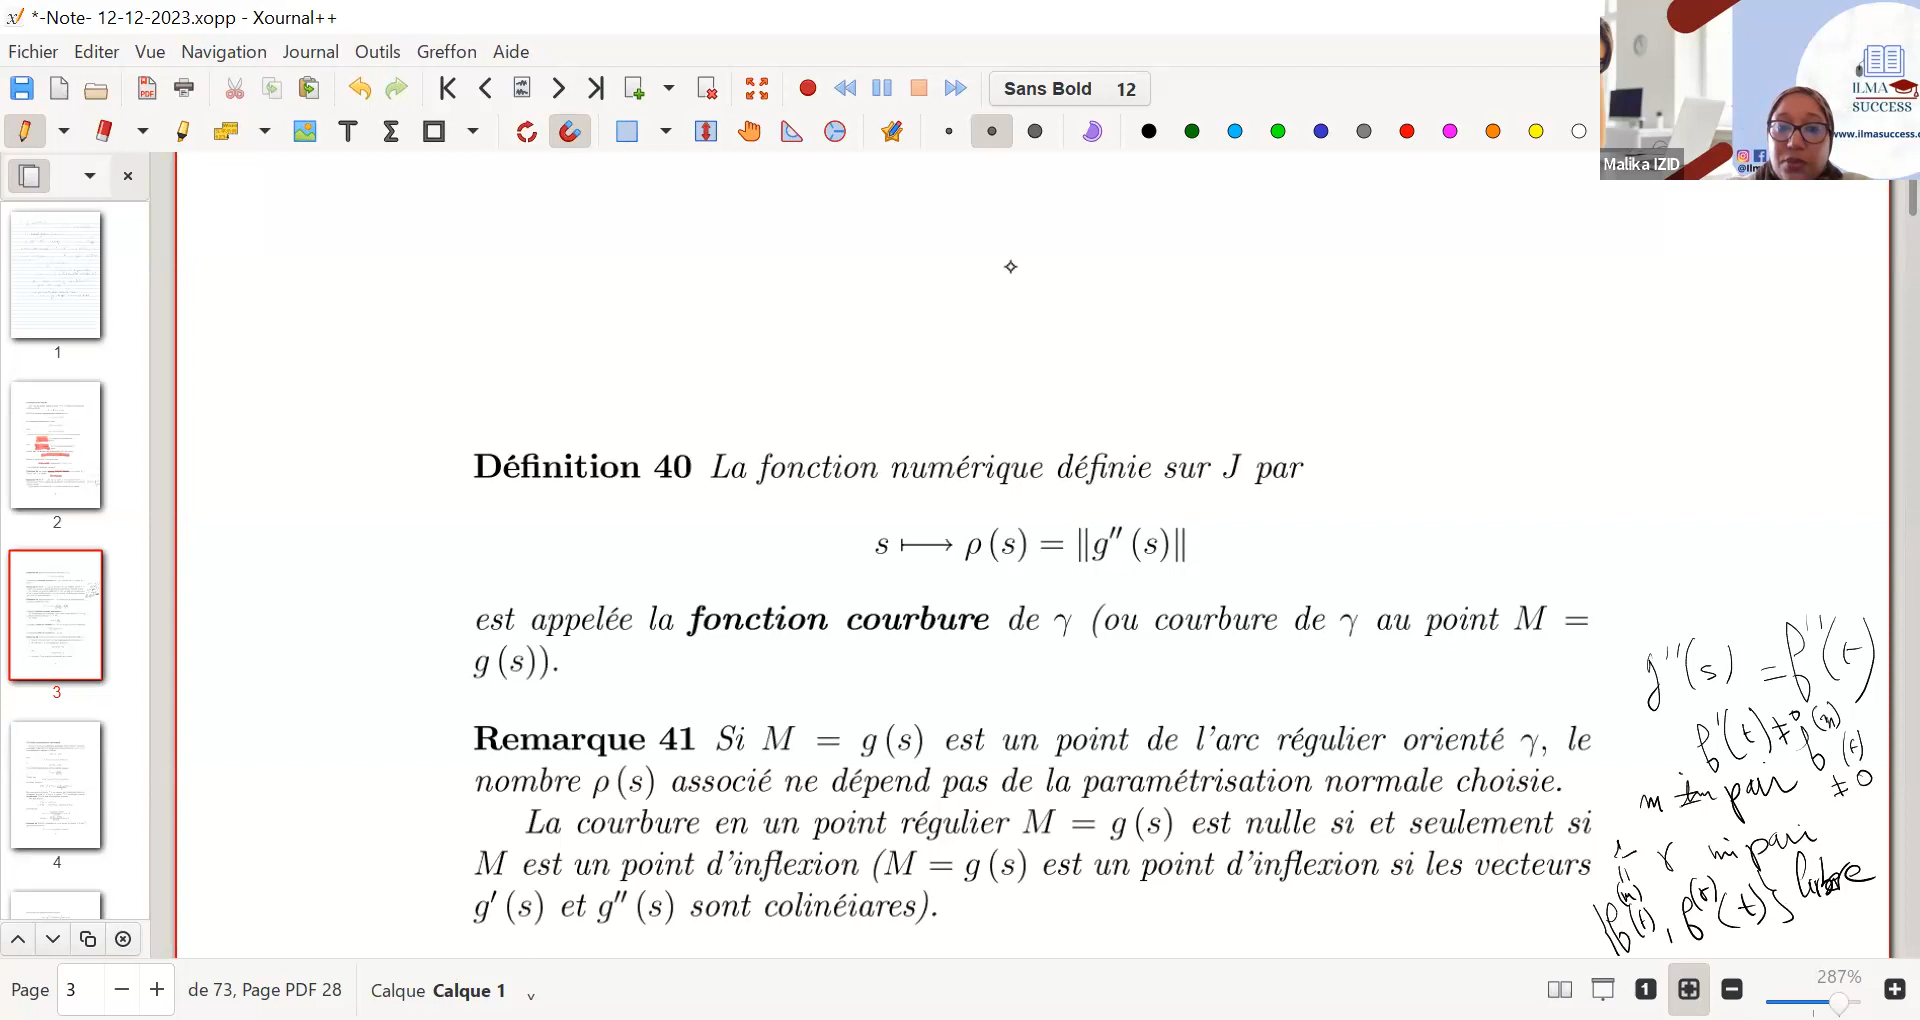 *-Note- 12-12-2023.xopp - Xournal++
Fichier Editer Vue Navigation Journal Outils Greffon Aide
Sans Bold 12
ILMA
SUCCESS
www.ilmasuccess.c
Malika IZID
1
2
3
4
Définition 40 La fonction numérique définie sur J par
s ⟼ ρ (s) = ‖g″ (s)‖
est appelée la fonction courbure de γ (ou courbure de γ au point M =
g (s)).
Remarque 41 Si M = g (s) est un point de l'arc régulier orienté γ, le
nombre ρ (s) associé ne dépend pas de la paramétrisation normale choisie.
La courbure en un point régulier M = g (s) est nulle si et seulement si
M est un point d'inflexion (M = g (s) est un point d'inflexion si les vecteurs
g′ (s) et g″ (s) sont colinéiares).
g''(s) = f''(t)
f'(t) ≠ 0 f^(m)(t)
≠ 0
Page 3 de 73, Page PDF 28 Calque Calque 1
287%